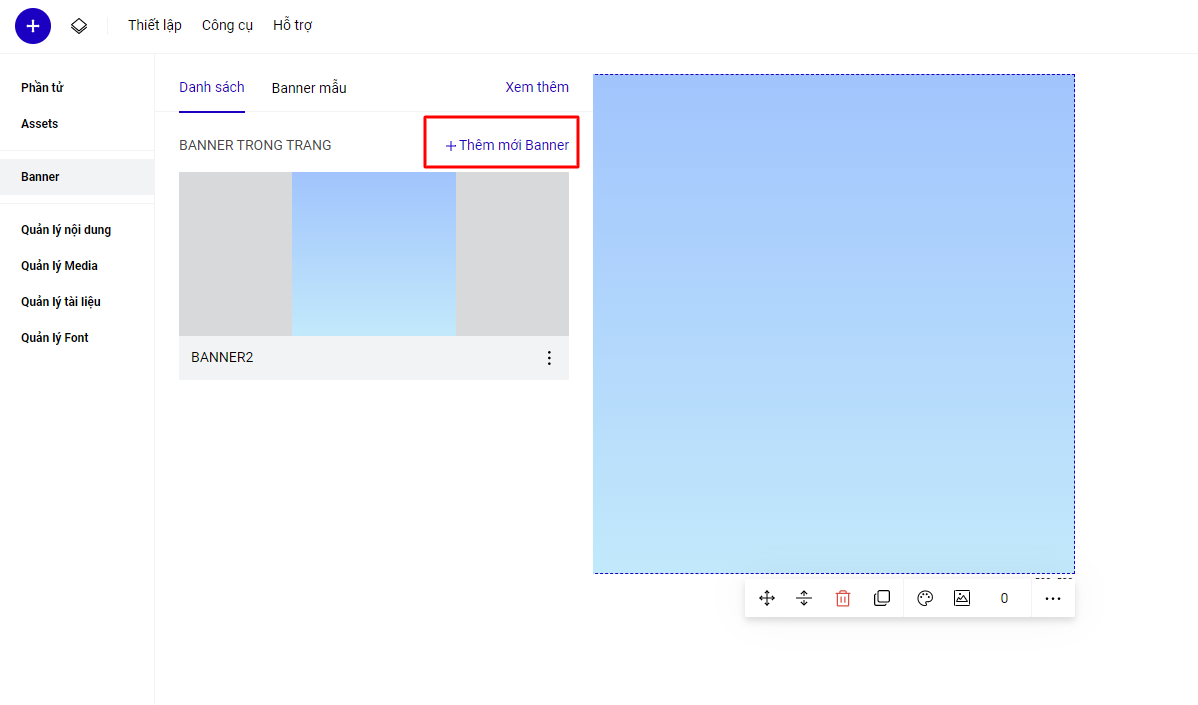 Thiết lập Công cụ Hỗ trợ
Phần tử
Assets
Banner
Quản lý nội dung
Quản lý Media
Quản lý tài liệu
Quản lý Font
Danh sách Banner mẫu Xem thêm
BANNER TRONG TRANG +Thêm mới Banner
BANNER2
0